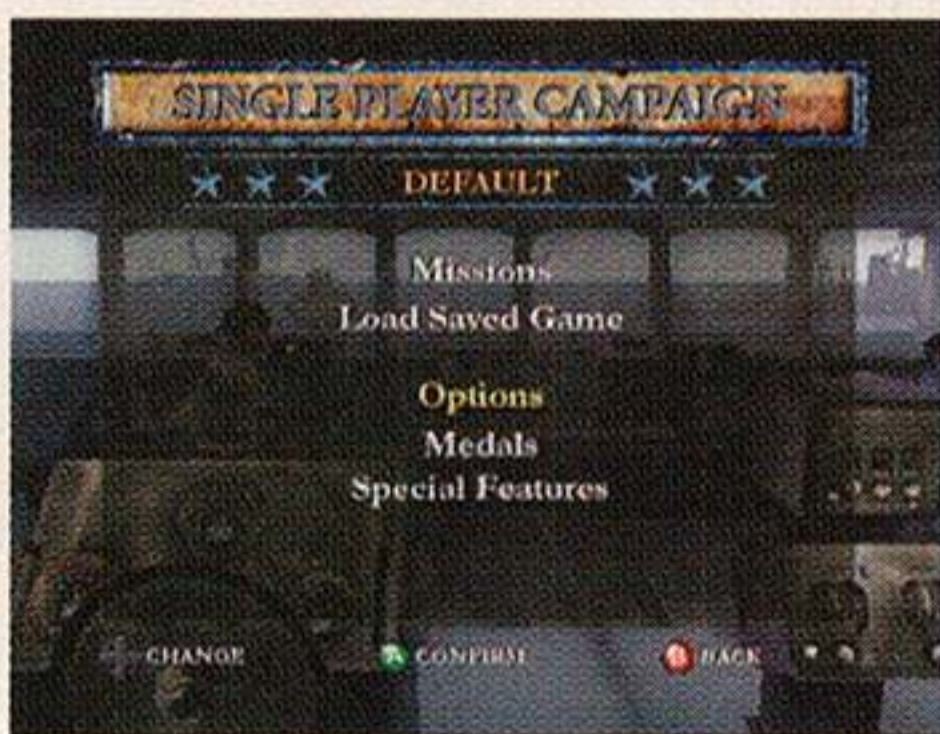 SINGLE PLAYER CAMPAIGN
DEFAULT
Missions
Load Saved Game
Options
Medals
Special Features
CHANGE A CONFIRM B BACK